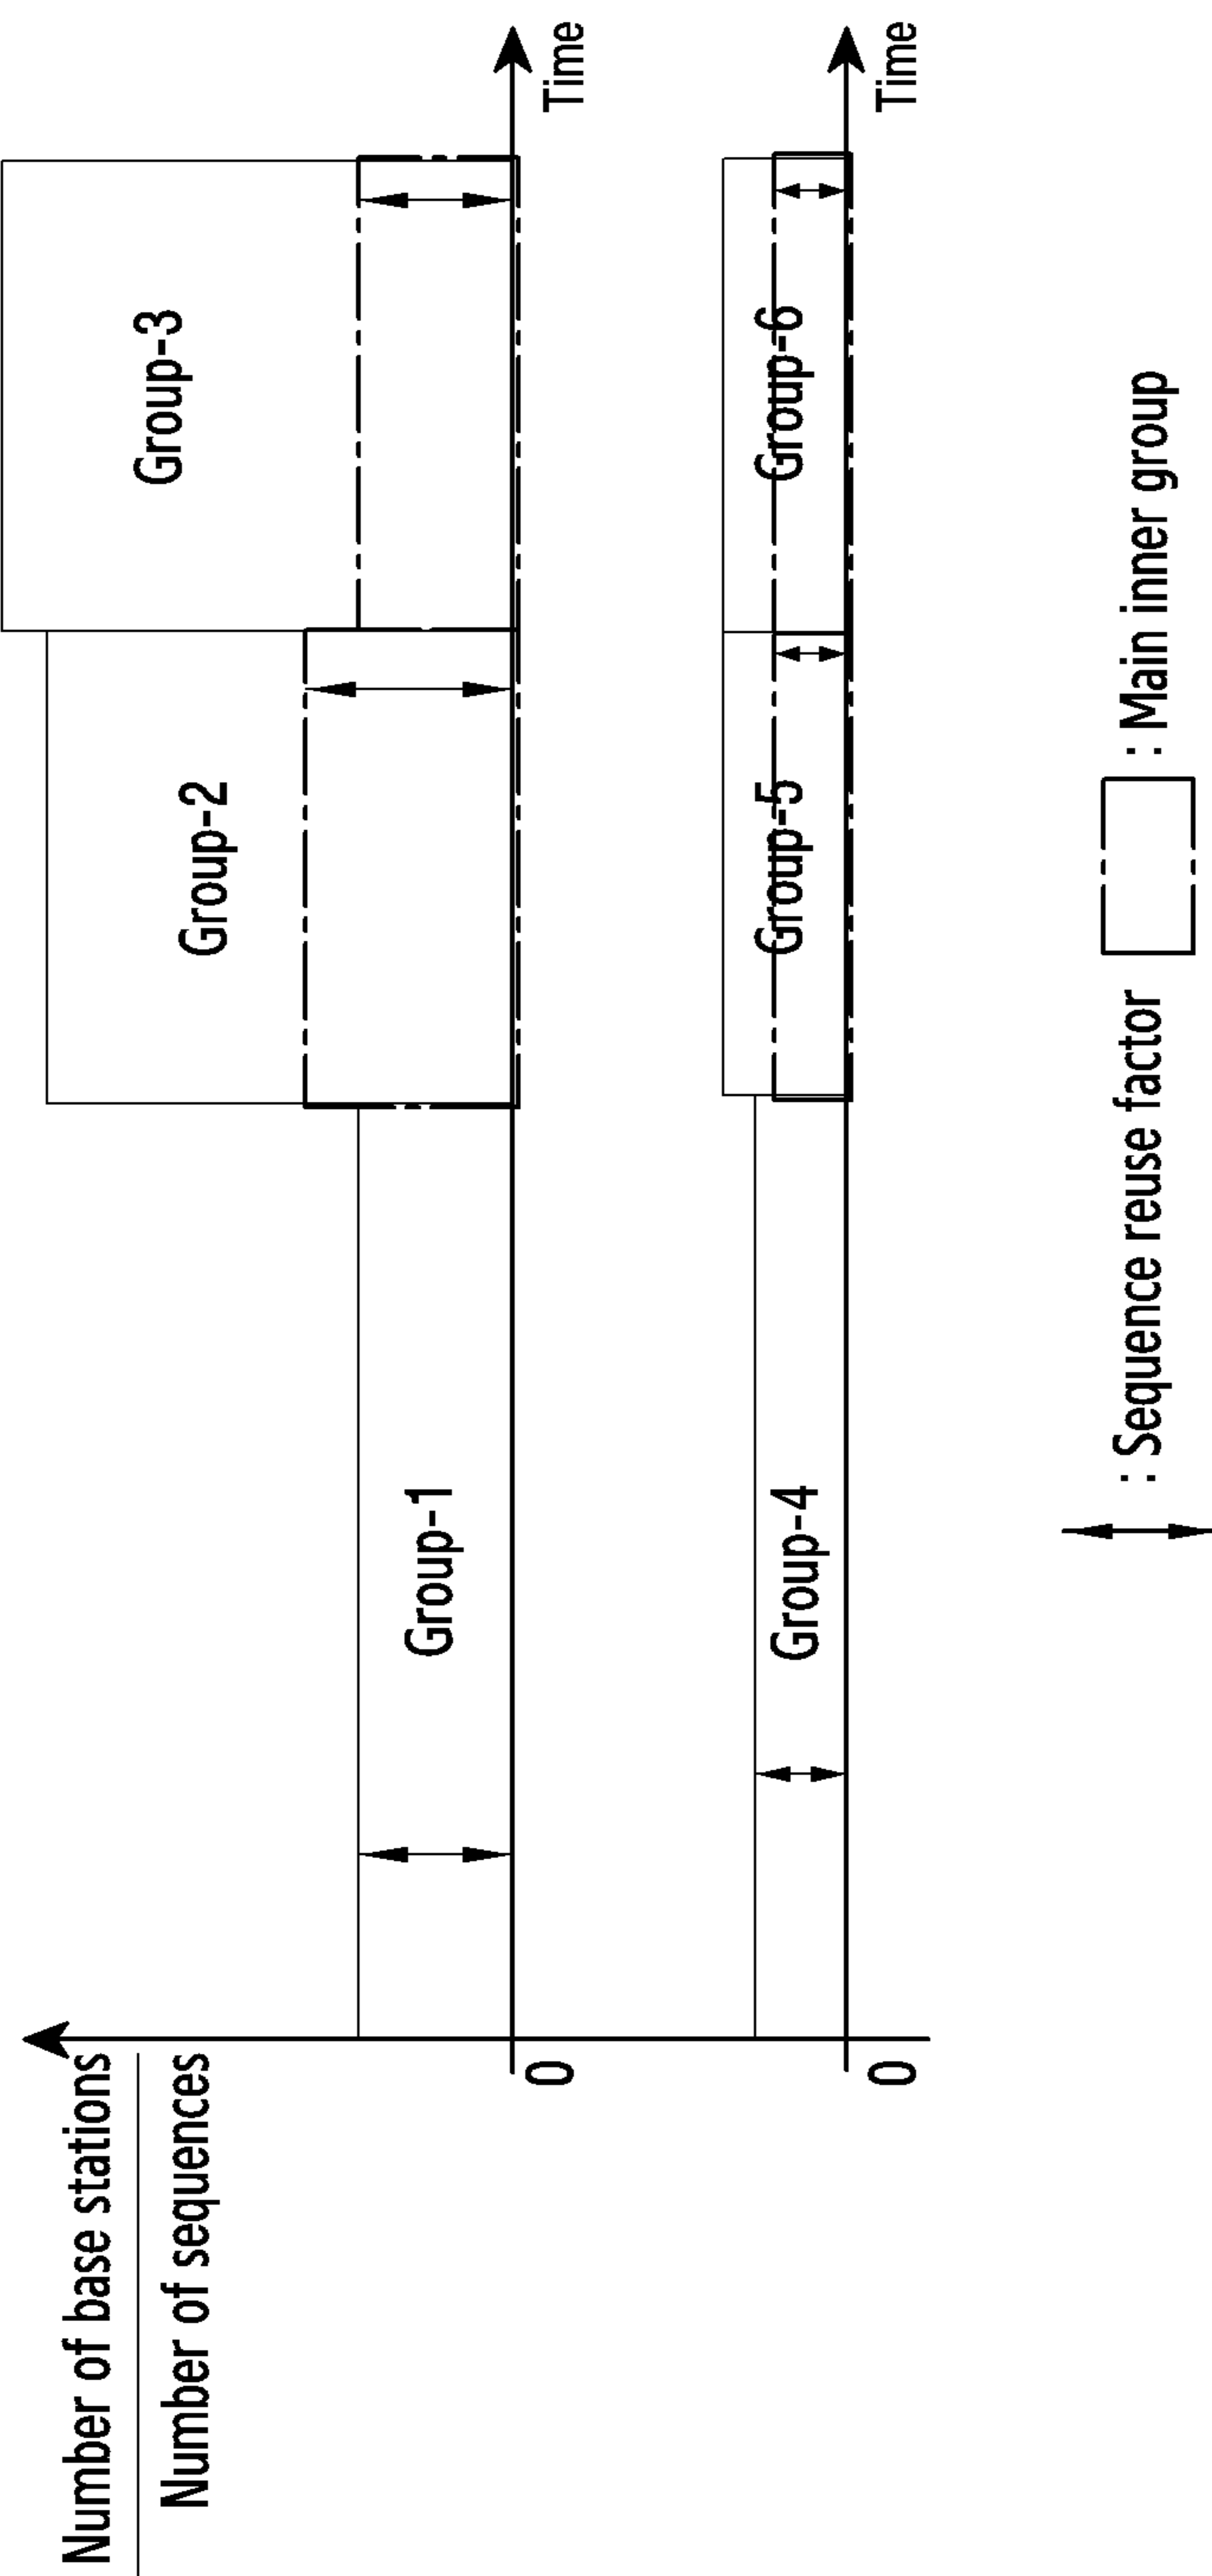 Number of base stations
Number of sequences
Group-1
Group-2
Group-3
0
Time
Group-4
Group-5
Group-6
0
Time
: Sequence reuse factor
: Main inner group